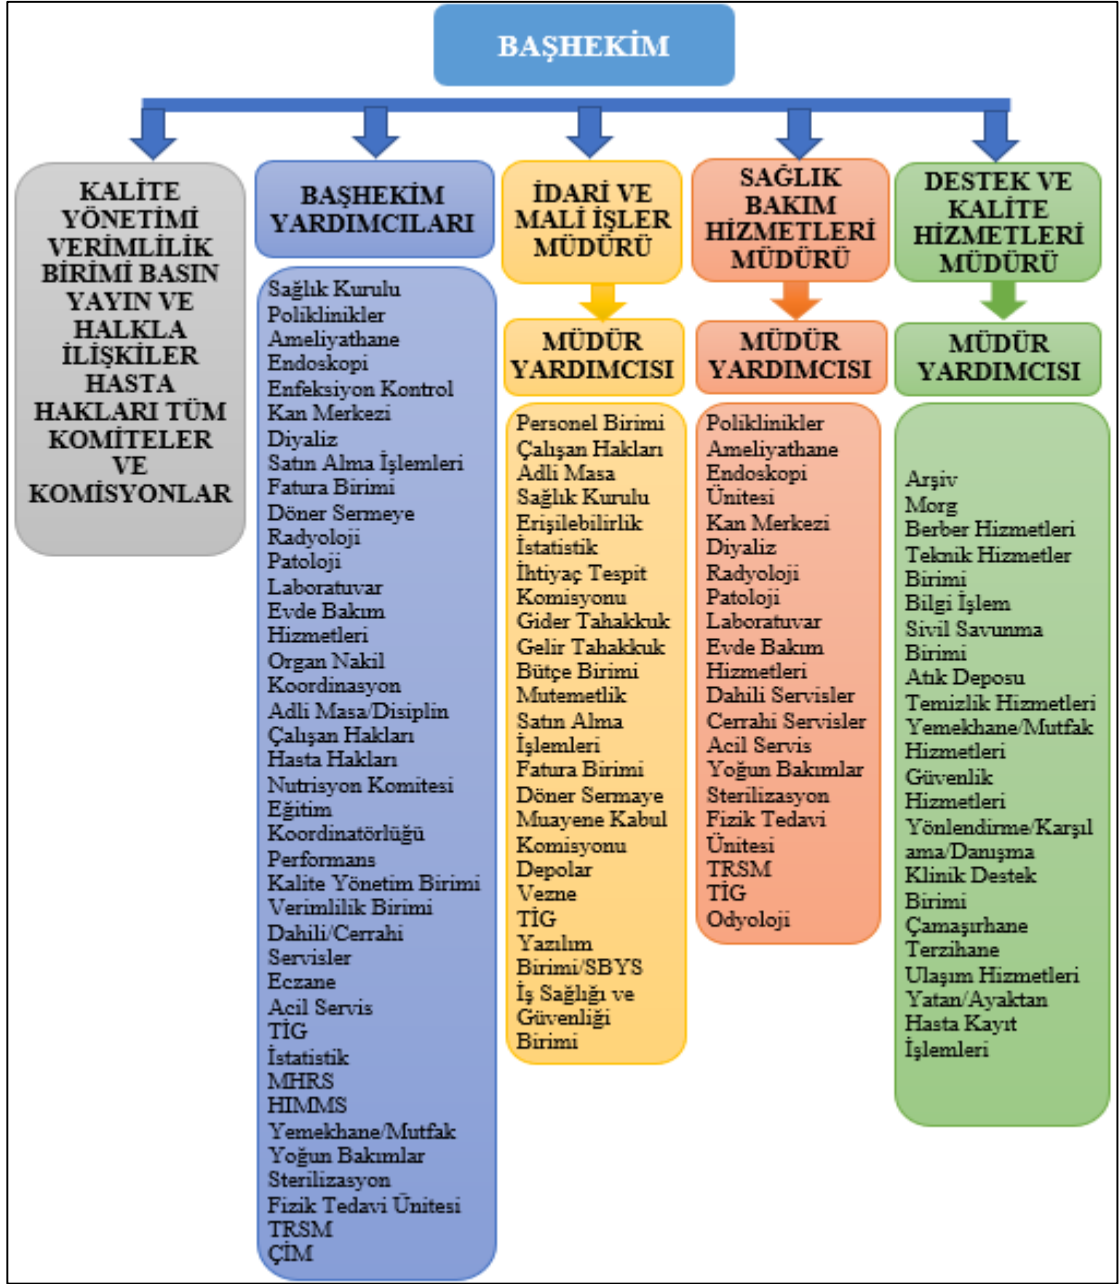 BAŞHEKİM
KALİTE
YÖNETİMİ
VERİMLİLİK
BİRİMİ BASIN
YAYIN VE
HALKLA
İLİŞKİLER
HASTA
HAKLARI TÜM
KOMİTELER
VE
KOMİSYONLAR
BAŞHEKİM
YARDIMCILARI
Sağlık Kurulu
Poliklinikler
Ameliyathane
Endoskopi
Enfeksiyon Kontrol
Kan Merkezi
Diyaliz
Satın Alma İşlemleri
Fatura Birimi
Döner Sermeye
Radyoloji
Patoloji
Laboratuvar
Evde Bakım
Hizmetleri
Organ Nakil
Koordinasyon
Adli Masa/Disiplin
Çalışan Hakları
Hasta Hakları
Nutrisyon Komitesi
Eğitim
Koordinatörlüğü
Performans
Kalite Yönetim Birimi
Verimlilik Birimi
Dahili/Cerrahi
Servisler
Eczane
Acil Servis
TİG
İstatistik
MHRS
HIMMS
Yemekhane/Mutfak
Yoğun Bakımlar
Sterilizasyon
Fizik Tedavi Ünitesi
TRSM
ÇİM
İDARİ VE
MALİ İŞLER
MÜDÜRÜ
MÜDÜR
YARDIMCISI
Personel Birimi
Çalışan Hakları
Adli Masa
Sağlık Kurulu
Erişilebilirlik
İstatistik
İhtiyaç Tespit
Komisyonu
Gider Tahakkuk
Gelir Tahakkuk
Bütçe Birimi
Mutemetlik
Satın Alma
İşlemleri
Fatura Birimi
Döner Sermaye
Muayene Kabul
Komisyonu
Depolar
Vezne
TİG
Yazılım
Birimi/SBYS
İş Sağlığı ve
Güvenliği
Birimi
SAĞLIK
BAKIM
HİZMETLERİ
MÜDÜRÜ
MÜDÜR
YARDIMCISI
Poliklinikler
Ameliyathane
Endoskopi
Ünitesi
Kan Merkezi
Diyaliz
Radyoloji
Patoloji
Laboratuvar
Evde Bakım
Hizmetleri
Dahili Servisler
Cerrahi Servisler
Acil Servis
Yoğun Bakımlar
Sterilizasyon
Fizik Tedavi
Ünitesi
TRSM
TİG
Odyoloji
DESTEK VE
KALİTE
HİZMETLERİ
MÜDÜRÜ
MÜDÜR
YARDIMCISI
Arşiv
Morg
Berber Hizmetleri
Teknik Hizmetler
Birimi
Bilgi İşlem
Sivil Savunma
Birimi
Atık Deposu
Temizlik Hizmetleri
Yemekhane/Mutfak
Hizmetleri
Güvenlik
Hizmetleri
Yönlendirme/Karşıl
ama/Danışma
Klinik Destek
Birimi
Çamaşırhane
Terzihane
Ulaşım Hizmetleri
Yatan/Ayaktan
Hasta Kayıt
İşlemleri